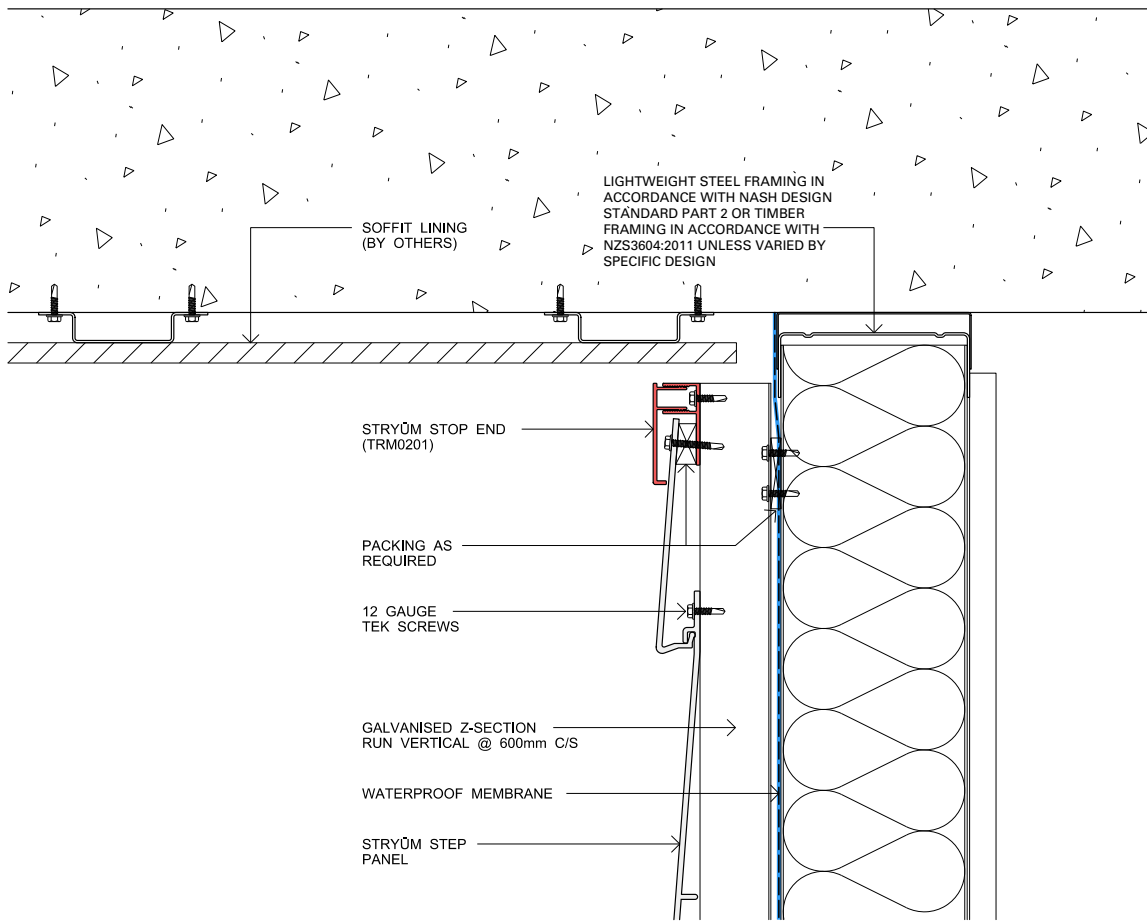 LIGHTWEIGHT STEEL FRAMING IN
ACCORDANCE WITH NASH DESIGN
STANDARD PART 2 OR TIMBER
FRAMING IN ACCORDANCE WITH
NZS3604:2011 UNLESS VARIED BY
SPECIFIC DESIGN
SOFFIT LINING
(BY OTHERS)
STRYŪM STOP END
(TRM0201)
PACKING AS
REQUIRED
12 GAUGE
TEK SCREWS
GALVANISED Z-SECTION
RUN VERTICAL @ 600mm C/S
WATERPROOF MEMBRANE
STRYŪM STEP
PANEL